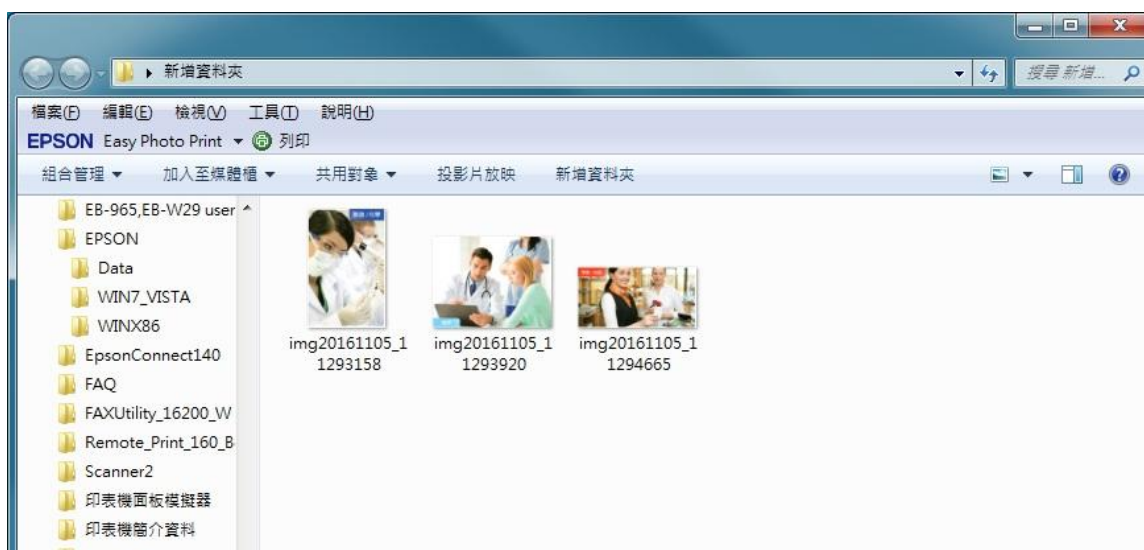 新增資料夾
搜尋 新增...
檔案(F) 編輯(E) 檢視(V) 工具(T) 說明(H)
EPSON Easy Photo Print 列印
組合管理 加入至媒體櫃 共用對象 投影片放映 新增資料夾
EB-965,EB-W29 user
EPSON
Data
WIN7_VISTA
WINX86
EpsonConnect140
FAQ
FAXUtility_16200_W
Remote_Print_160_B
Scanner2
印表機面板模擬器
印表機簡介資料
img20161105_1
1293158
img20161105_1
1293920
img20161105_1
1294665